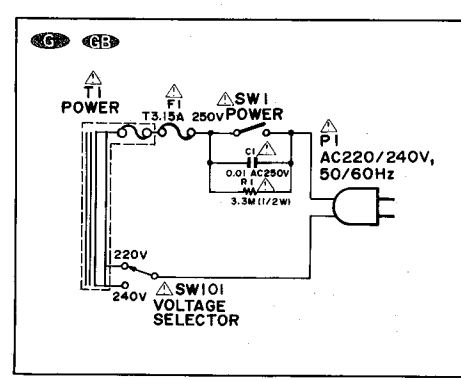 G GB
T1
POWER
F1
T3.15A 250V
SW1
POWER
C1
0.01 AC250V
R1
3.3M(1/2W)
P1
AC220/240V,
50/60Hz
220V
240V
SW101
VOLTAGE
SELECTOR